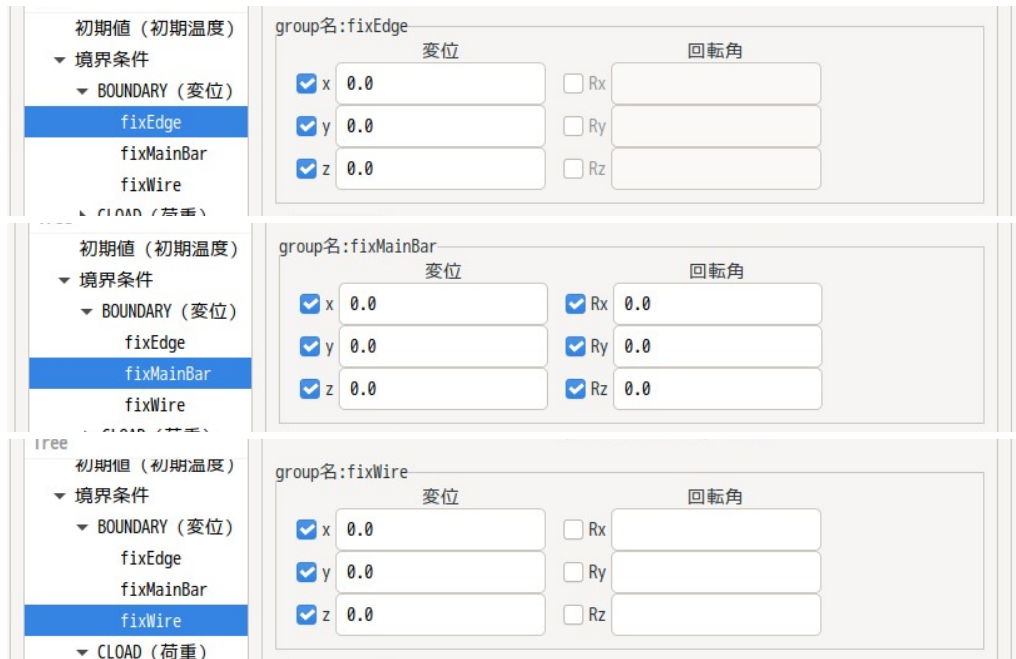 初期値 (初期温度)
境界条件
BOUNDARY (変位)
fixEdge
fixMainBar
fixWire
CLOAD (荷重)
group名:fixEdge
変位 回転角
x 0.0 Rx
y 0.0 Ry
z 0.0 Rz
初期値 (初期温度)
境界条件
BOUNDARY (変位)
fixEdge
fixMainBar
fixWire
group名:fixMainBar
変位 回転角
x 0.0 Rx 0.0
y 0.0 Ry 0.0
z 0.0 Rz 0.0
Tree
初期値 (初期温度)
境界条件
BOUNDARY (変位)
fixEdge
fixMainBar
fixWire
CLOAD (荷重)
group名:fixWire
変位 回転角
x 0.0 Rx
y 0.0 Ry
z 0.0 Rz